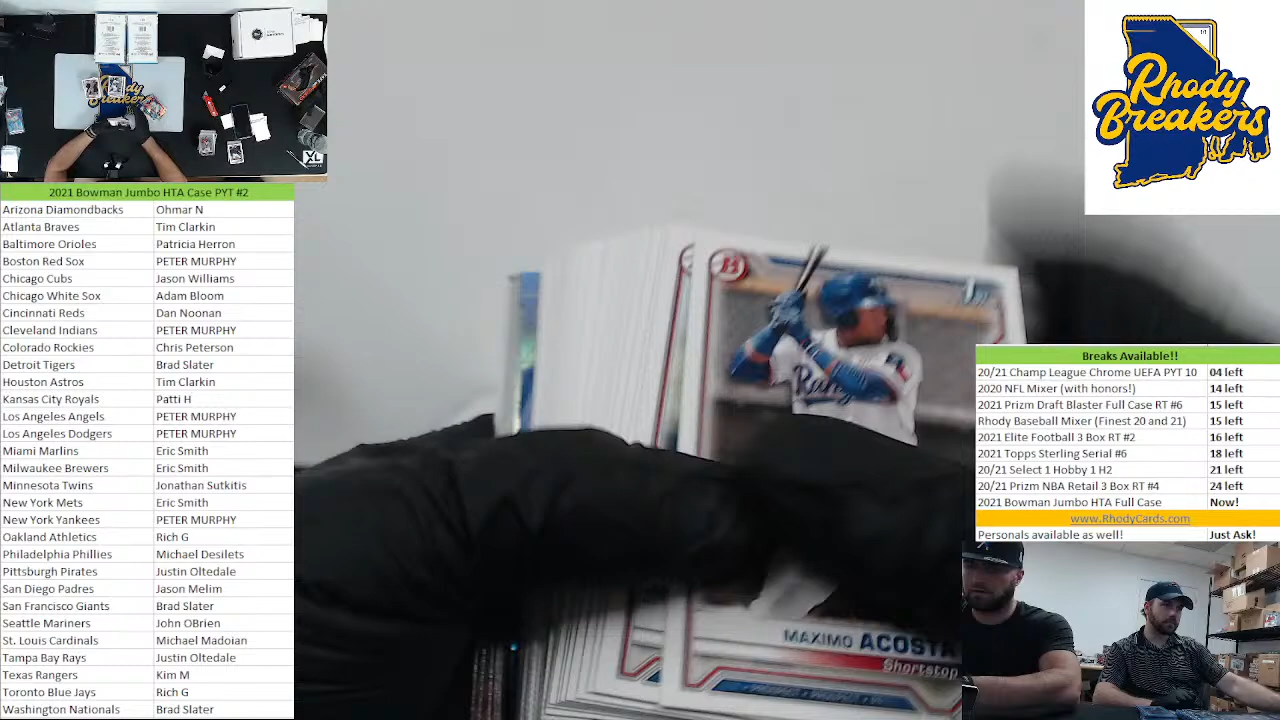 XL
2021 Bowman Jumbo HTA Case PYT #2
Arizona Diamondbacks Ohmar N
Atlanta Braves Tim Clarkin
Baltimore Orioles Patricia Herron
Boston Red Sox PETER MURPHY
Chicago Cubs Jason Williams
Chicago White Sox Adam Bloom
Cincinnati Reds Dan Noonan
Cleveland Indians PETER MURPHY
Colorado Rockies Chris Peterson
Detroit Tigers Brad Slater
Houston Astros Tim Clarkin
Kansas City Royals Patti H
Los Angeles Angels PETER MURPHY
Los Angeles Dodgers PETER MURPHY
Miami Marlins Eric Smith
Milwaukee Brewers Eric Smith
Minnesota Twins Jonathan Sutkitis
New York Mets Eric Smith
New York Yankees PETER MURPHY
Oakland Athletics Rich G
Philadelphia Phillies Michael Desilets
Pittsburgh Pirates Justin Oltedale
San Diego Padres Jason Melim
San Francisco Giants Brad Slater
Seattle Mariners John OBrien
St. Louis Cardinals Michael Madoian
Tampa Bay Rays Justin Oltedale
Texas Rangers Kim M
Toronto Blue Jays Rich G
Washington Nationals Brad Slater
B
MAXIMO ACOSTA
Shortstop
1/1
Rhody
Breakers
Breaks Available!!
20/21 Champ League Chrome UEFA PYT 10 04 left
2020 NFL Mixer (with honors!) 14 left
2021 Prizm Draft Blaster Full Case RT #6 15 left
Rhody Baseball Mixer (Finest 20 and 21) 15 left
2021 Elite Football 3 Box RT #2 16 left
2021 Topps Sterling Serial #6 18 left
20/21 Select 1 Hobby 1 H2 21 left
20/21 Prizm NBA Retail 3 Box RT #4 24 left
2021 Bowman Jumbo HTA Full Case Now!
www.RhodyCards.com
Personals available as well! Just Ask!